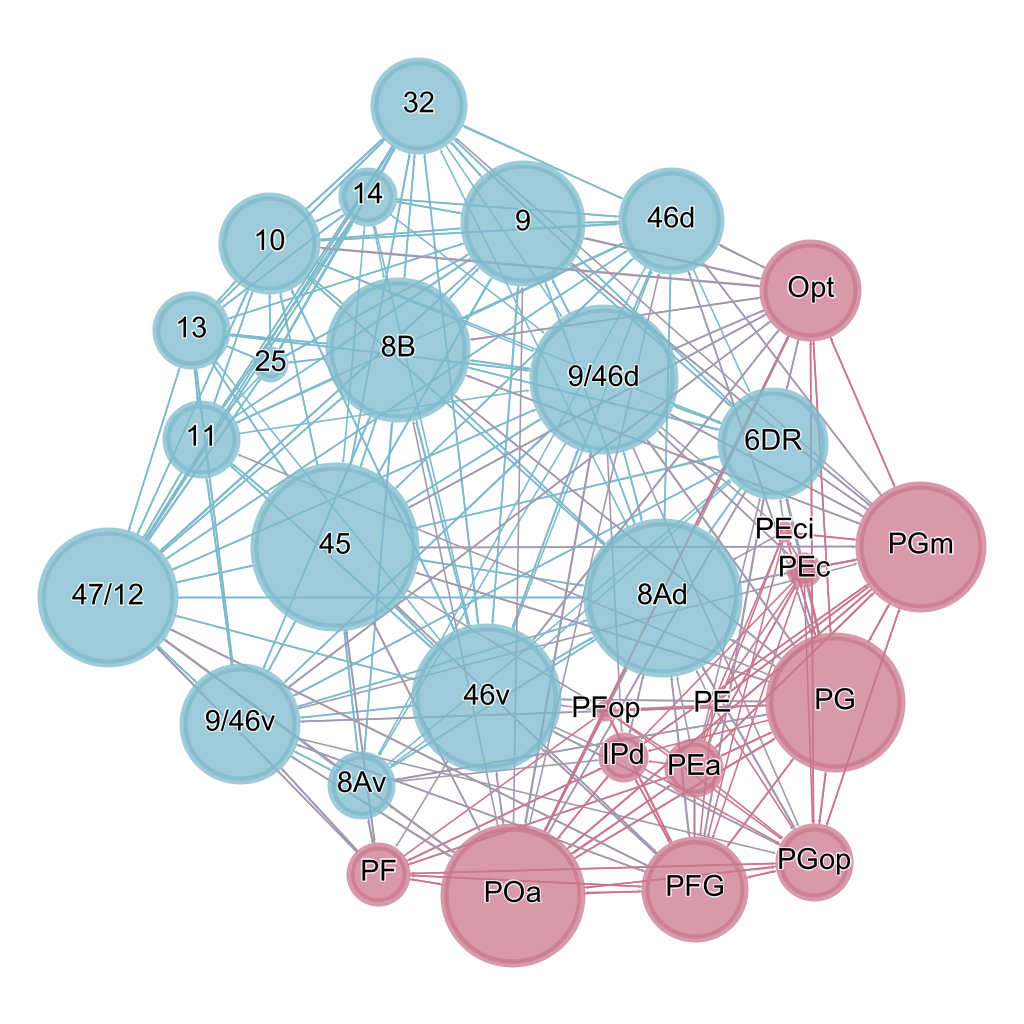 32
14
9
46d
10
Opt
13
8B
25
9/46d
11
6DR
PEci
45
PGm
PEc
47/12
8Ad
46v
PE
PG
PFop
9/46v
IPd
PEa
8Av
PF
POa
PFG
PGop